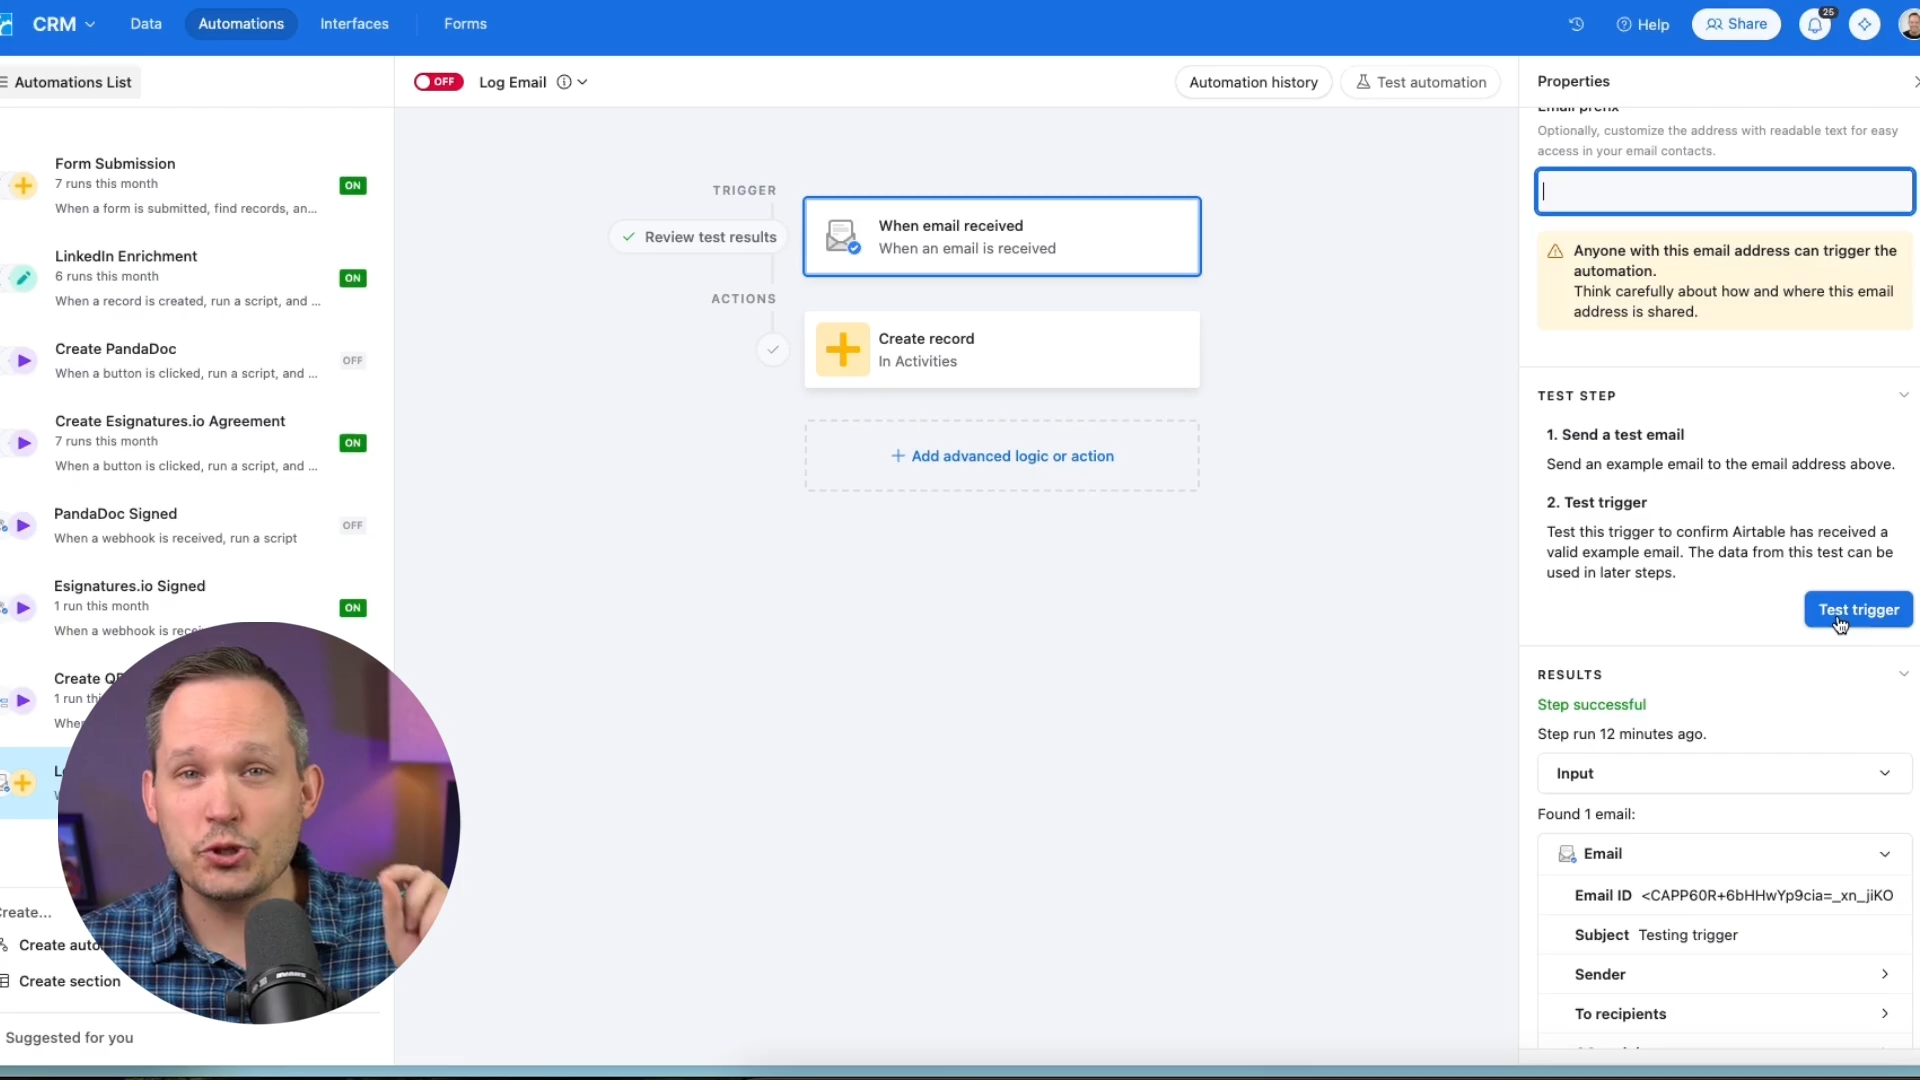 CRM
Data
Automations
Interfaces
Forms
Help
Share
25
Automations List
OFF
Log Email
Automation history
Test automation
Properties
Form Submission
7 runs this month
ON
When a form is submitted, find records, an...
LinkedIn Enrichment
6 runs this month
ON
When a record is created, run a script, and ...
Create PandaDoc
OFF
When a button is clicked, run a script, and ...
Create Esignatures.io Agreement
7 runs this month
ON
When a button is clicked, run a script, and ...
PandaDoc Signed
OFF
When a webhook is received, run a script
Esignatures.io Signed
1 run this month
ON
When a webhook is recei
Create
1 run thi
When
Create...
Create auto
Create section
Suggested for you
TRIGGER
Review test results
When email received
When an email is received
ACTIONS
Create record
In Activities
Add advanced logic or action
Email prefix
Optionally, customize the address with readable text for easy
access in your email contacts.
Anyone with this email address can trigger the
automation.
Think carefully about how and where this email
address is shared.
TEST STEP
1. Send a test email
Send an example email to the email address above.
2. Test trigger
Test this trigger to confirm Airtable has received a
valid example email. The data from this test can be
used in later steps.
Test trigger
RESULTS
Step successful
Step run 12 minutes ago.
Input
Found 1 email:
Email
Email ID <CAPP60R+6bHHwYp9cia=_xn_jiKO
Subject Testing trigger
Sender
To recipients